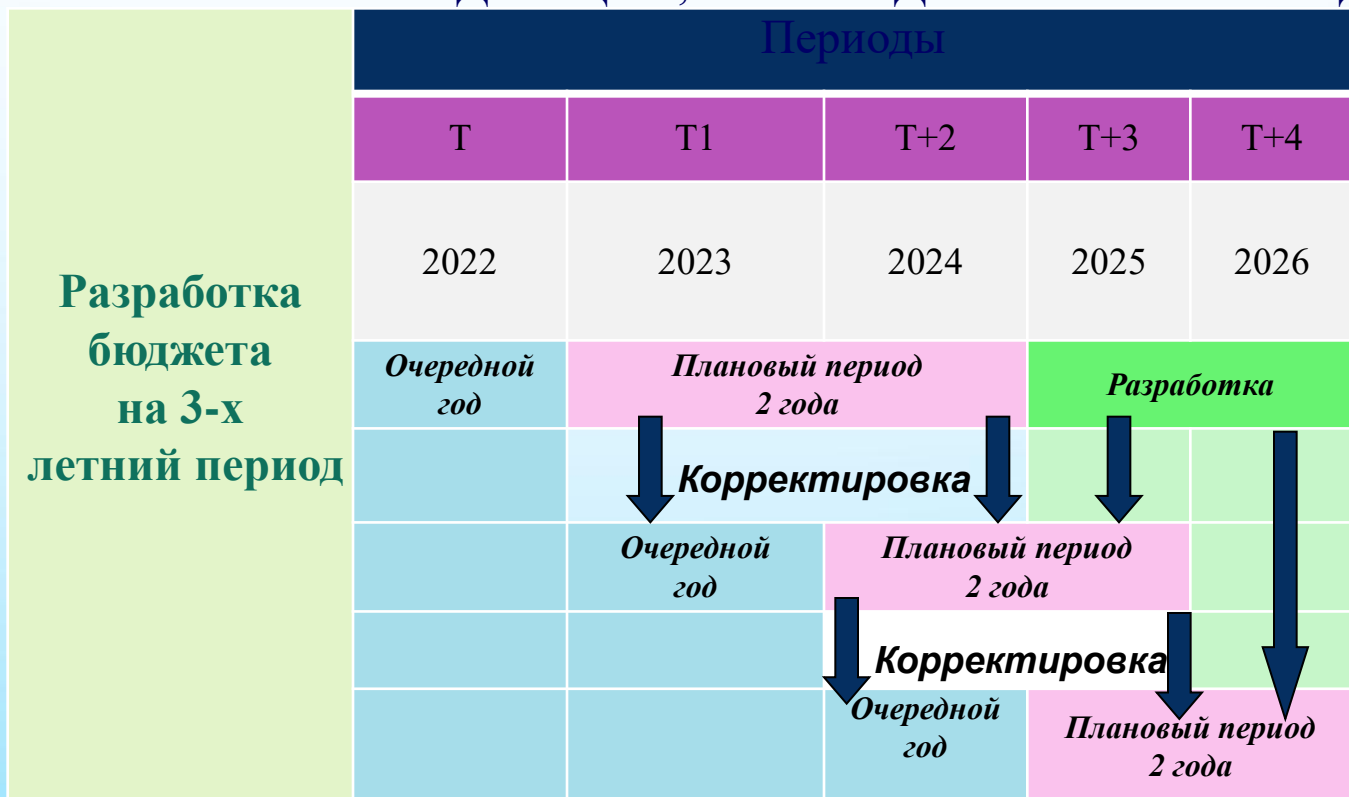 Периоды
Т
Т1
Т+2
Т+3
Т+4
2022
2023
2024
2025
2026
Разработка
бюджета
на 3-х
летний период
Очередной
год
Плановый период
2 года
Разработка
Корректировка
Очередной
год
Плановый период
2 года
Корректировка
Очередной
год
Плановый период
2 года